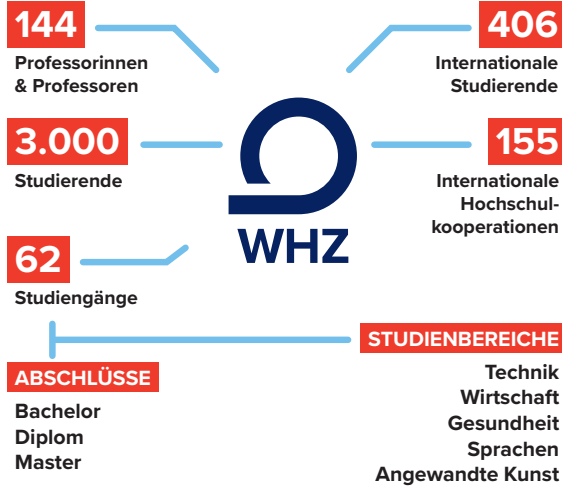 144
Professorinnen
& Professoren
406
Internationale
Studierende
3.000
Studierende
155
Internationale
Hochschul-
kooperationen
WHZ
62
Studiengänge
ABSCHLÜSSE
Bachelor
Diplom
Master
STUDIENBEREICHE
Technik
Wirtschaft
Gesundheit
Sprachen
Angewandte Kunst